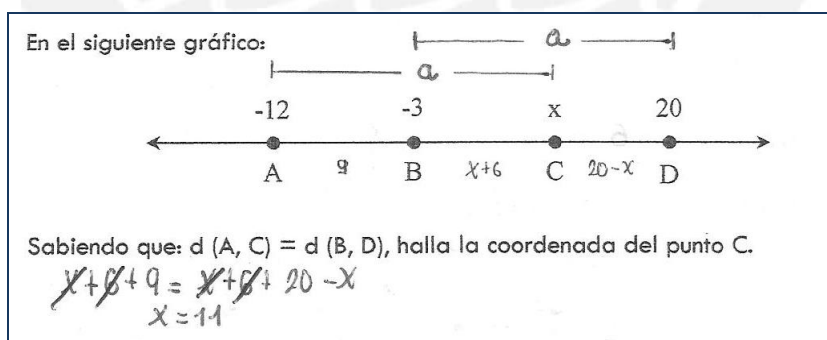 En el siguiente gráfico:
a
a
-12 -3 x 20
A 9 B x+6 C 20-x D
Sabiendo que: d (A, C) = d (B, D), halla la coordenada del punto C.
x+6+9 = x+6+20-x
x=11